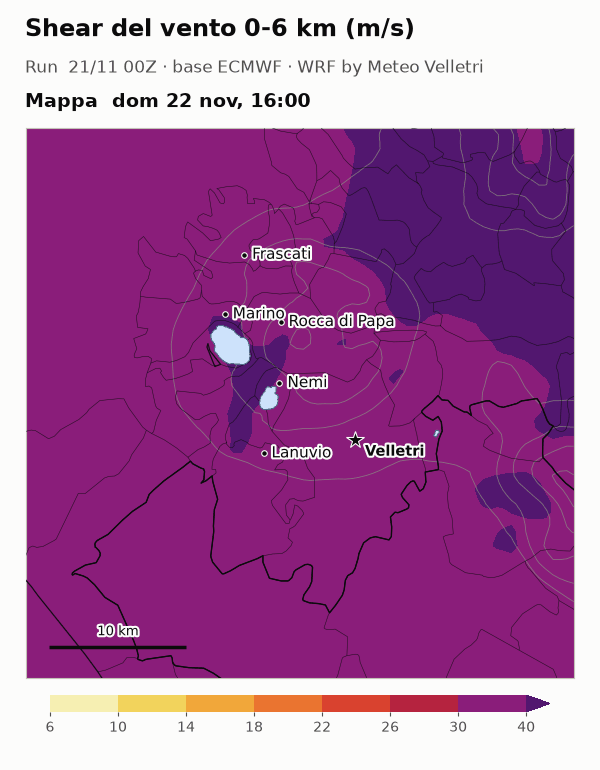 Shear del vento 0-6 km (m/s)
Run  21/11 00Z · base ECMWF · WRF by Meteo Velletri
Mappa  dom 22 nov, 16:00
Frascati
Marino
Rocca di Papa
Nemi
Velletri
Lanuvio
10 km
6 10 14 18 22 26 30 40